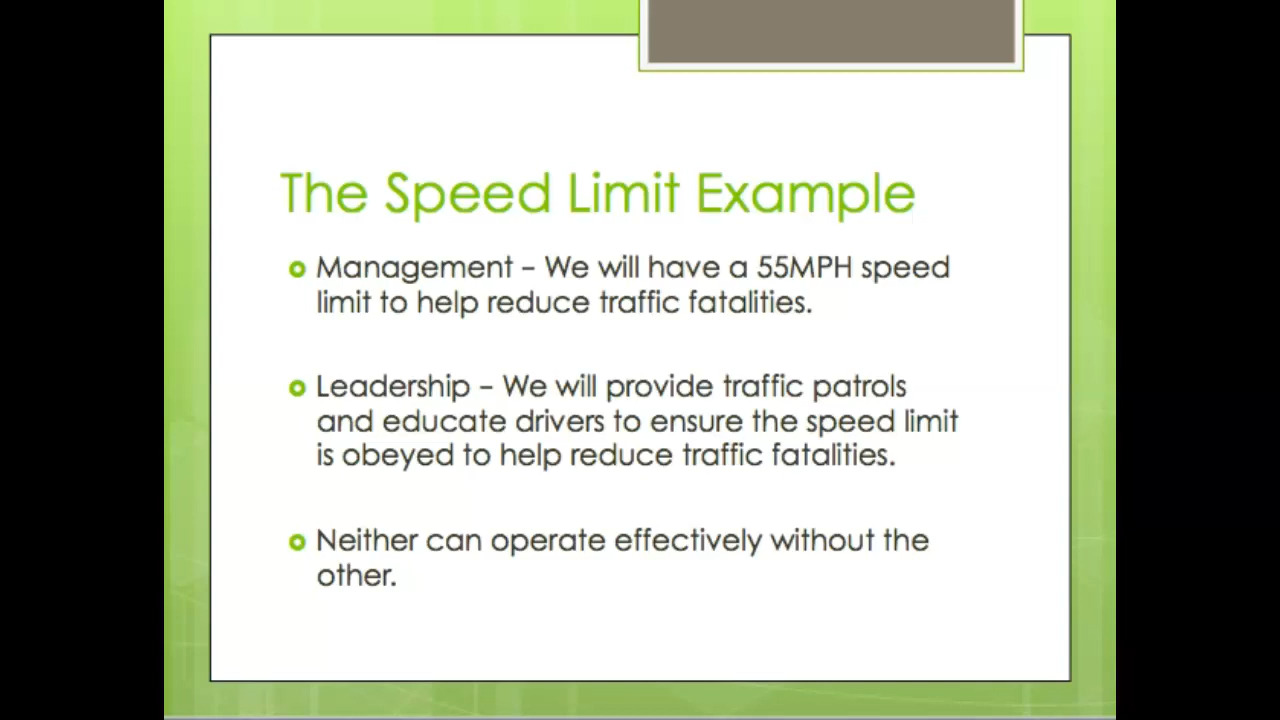 The Speed Limit Example
Management – We will have a 55MPH speed
limit to help reduce traffic fatalities.
Leadership – We will provide traffic patrols
and educate drivers to ensure the speed limit
is obeyed to help reduce traffic fatalities.
Neither can operate effectively without the
other.